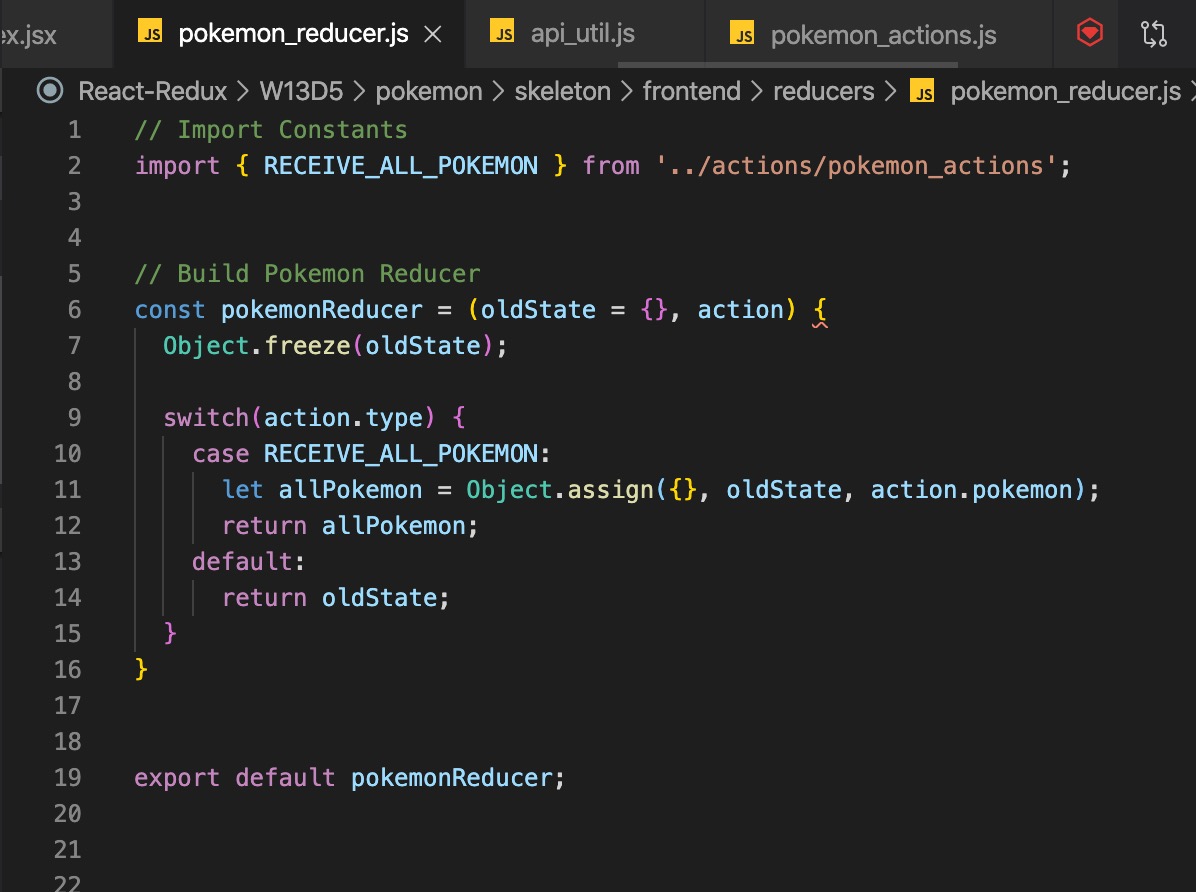 ex.jsx JS pokemon_reducer.js JS api_util.js JS pokemon_actions.js
React-Redux > W13D5 > pokemon > skeleton > frontend > reducers > JS pokemon_reducer.js >
1 // Import Constants
2 import { RECEIVE_ALL_POKEMON } from '../actions/pokemon_actions';
3
4
5 // Build Pokemon Reducer
6 const pokemonReducer = (oldState = {}, action) {
7   Object.freeze(oldState);
8
9   switch(action.type) {
10     case RECEIVE_ALL_POKEMON:
11       let allPokemon = Object.assign({}, oldState, action.pokemon);
12       return allPokemon;
13     default:
14       return oldState;
15   }
16 }
17
18
19 export default pokemonReducer;
20
21
22